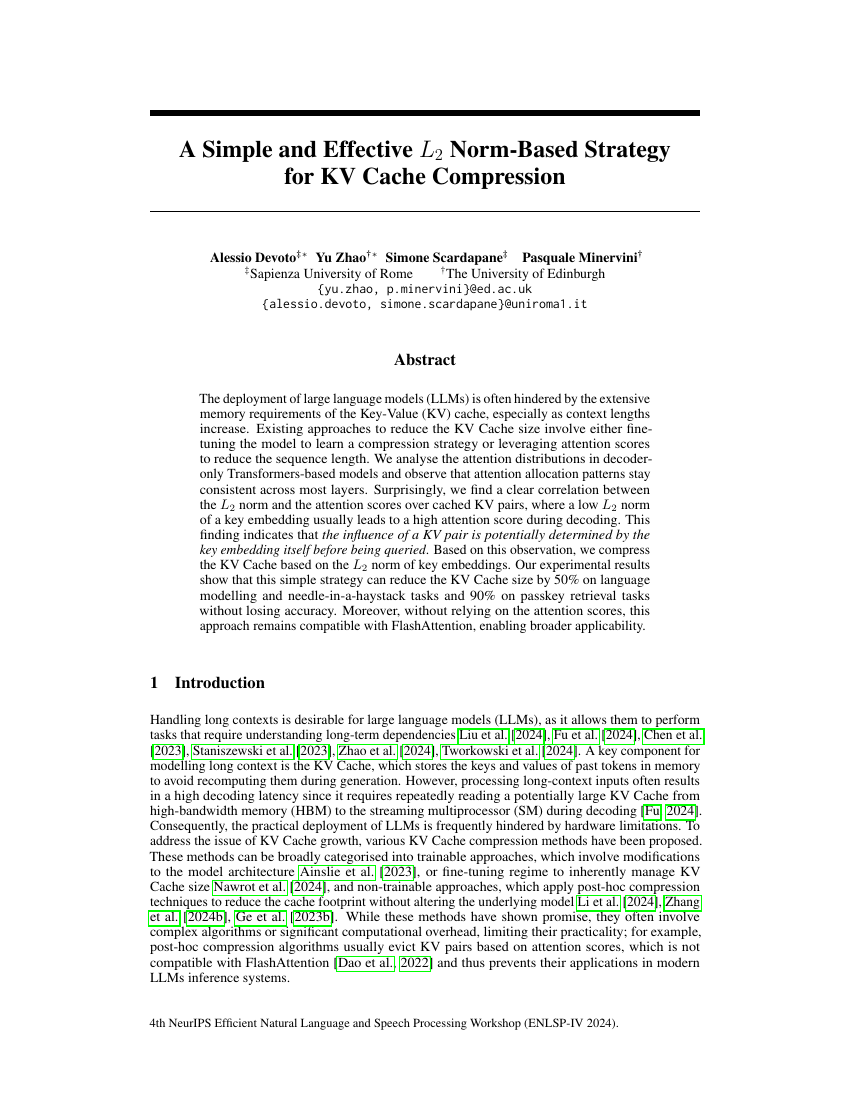 A Simple and Effective L2 Norm-Based Strategy
for KV Cache Compression
Alessio Devoto‡∗ Yu Zhao†∗ Simone Scardapane‡ Pasquale Minervini†
‡Sapienza University of Rome †The University of Edinburgh
{yu.zhao, p.minervini}@ed.ac.uk
{alessio.devoto, simone.scardapane}@uniroma1.it
Abstract
The deployment of large language models (LLMs) is often hindered by the extensive
memory requirements of the Key-Value (KV) cache, especially as context lengths
increase. Existing approaches to reduce the KV Cache size involve either fine-
tuning the model to learn a compression strategy or leveraging attention scores
to reduce the sequence length. We analyse the attention distributions in decoder-
only Transformers-based models and observe that attention allocation patterns stay
consistent across most layers. Surprisingly, we find a clear correlation between
the L2 norm and the attention scores over cached KV pairs, where a low L2 norm
of a key embedding usually leads to a high attention score during decoding. This
finding indicates that the influence of a KV pair is potentially determined by the
key embedding itself before being queried. Based on this observation, we compress
the KV Cache based on the L2 norm of key embeddings. Our experimental results
show that this simple strategy can reduce the KV Cache size by 50% on language
modelling and needle-in-a-haystack tasks and 90% on passkey retrieval tasks
without losing accuracy. Moreover, without relying on the attention scores, this
approach remains compatible with FlashAttention, enabling broader applicability.
1 Introduction
Handling long contexts is desirable for large language models (LLMs), as it allows them to perform
tasks that require understanding long-term dependencies Liu et al. [2024], Fu et al. [2024], Chen et al.
[2023], Staniszewski et al. [2023], Zhao et al. [2024], Tworkowski et al. [2024]. A key component for
modelling long context is the KV Cache, which stores the keys and values of past tokens in memory
to avoid recomputing them during generation. However, processing long-context inputs often results
in a high decoding latency since it requires repeatedly reading a potentially large KV Cache from
high-bandwidth memory (HBM) to the streaming multiprocessor (SM) during decoding [Fu, 2024].
Consequently, the practical deployment of LLMs is frequently hindered by hardware limitations. To
address the issue of KV Cache growth, various KV Cache compression methods have been proposed.
These methods can be broadly categorised into trainable approaches, which involve modifications
to the model architecture Ainslie et al. [2023], or fine-tuning regime to inherently manage KV
Cache size Nawrot et al. [2024], and non-trainable approaches, which apply post-hoc compression
techniques to reduce the cache footprint without altering the underlying model Li et al. [2024], Zhang
et al. [2024b], Ge et al. [2023b]. While these methods have shown promise, they often involve
complex algorithms or significant computational overhead, limiting their practicality; for example,
post-hoc compression algorithms usually evict KV pairs based on attention scores, which is not
compatible with FlashAttention [Dao et al., 2022] and thus prevents their applications in modern
LLMs inference systems.
4th NeurIPS Efficient Natural Language and Speech Processing Workshop (ENLSP-IV 2024).